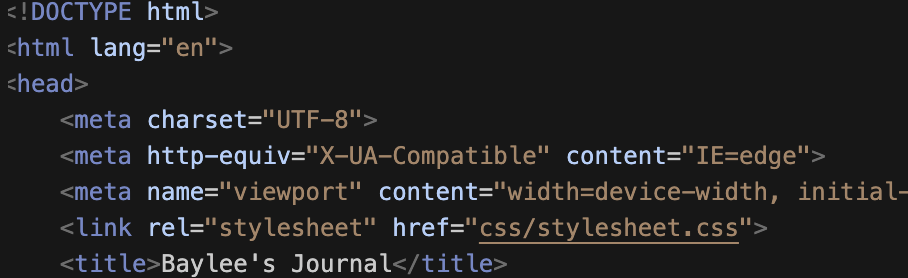 <!DOCTYPE html>
<html lang="en">
<head>
<meta charset="UTF-8">
<meta http-equiv="X-UA-Compatible" content="IE=edge">
<meta name="viewport" content="width=device-width, initial-
<link rel="stylesheet" href="css/stylesheet.css">
<title>Baylee's Journal</title>